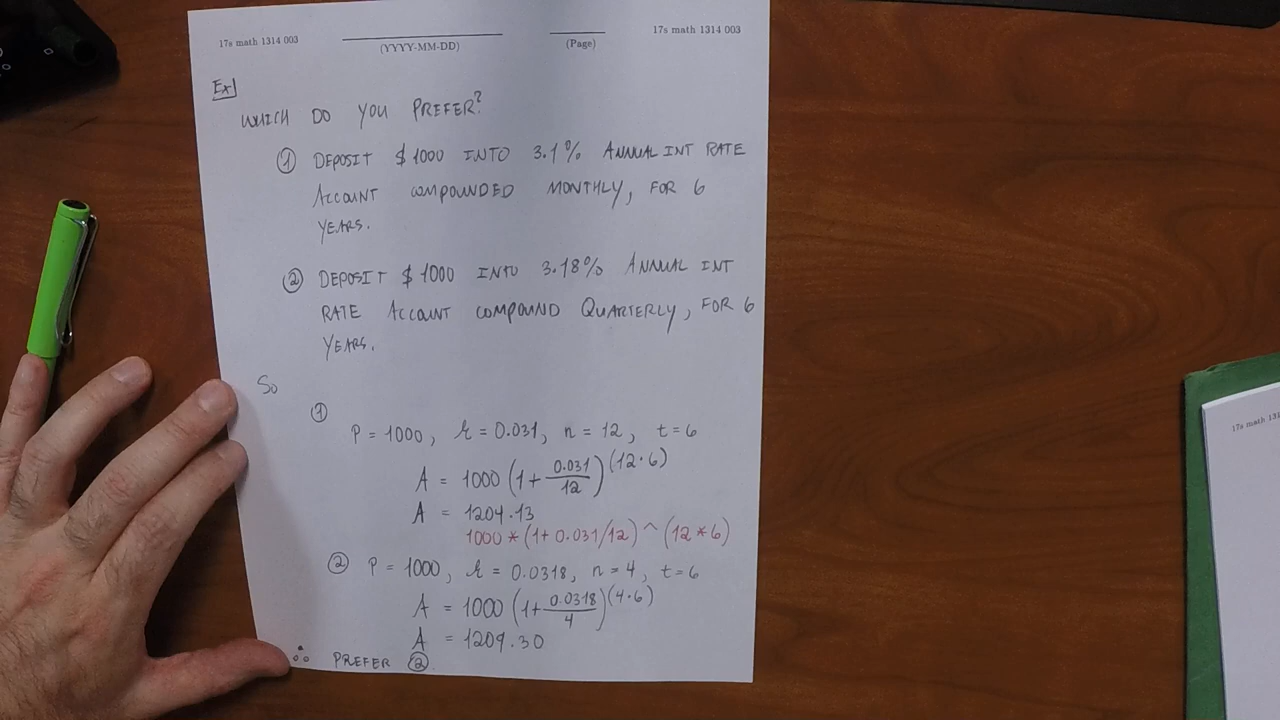 17s math 1314 003 (YYYY-MM-DD) (Page) 17s math 1314 003
Ex
WHICH DO YOU PREFER?
① DEPOSIT $1000 INTO 3.1% ANNUAL INT RATE
ACCOUNT COMPOUNDED MONTHLY, FOR 6
YEARS.
② DEPOSIT $1000 INTO 3.18% ANNUAL INT
RATE ACCOUNT COMPOUND QUARTERLY, FOR 6
YEARS.
So
①
P = 1000, r = 0.031, n = 12, t = 6
A = 1000 (1 + 0.031/12)^(12·6)
A = 1204.13
1000 * (1 + 0.031/12) ^ (12 * 6)
② P = 1000, r = 0.0318, n = 4, t = 6
A = 1000 (1 + 0.0318/4)^(4·6)
A = 1209.30
∴ PREFER ②.
17s math 131